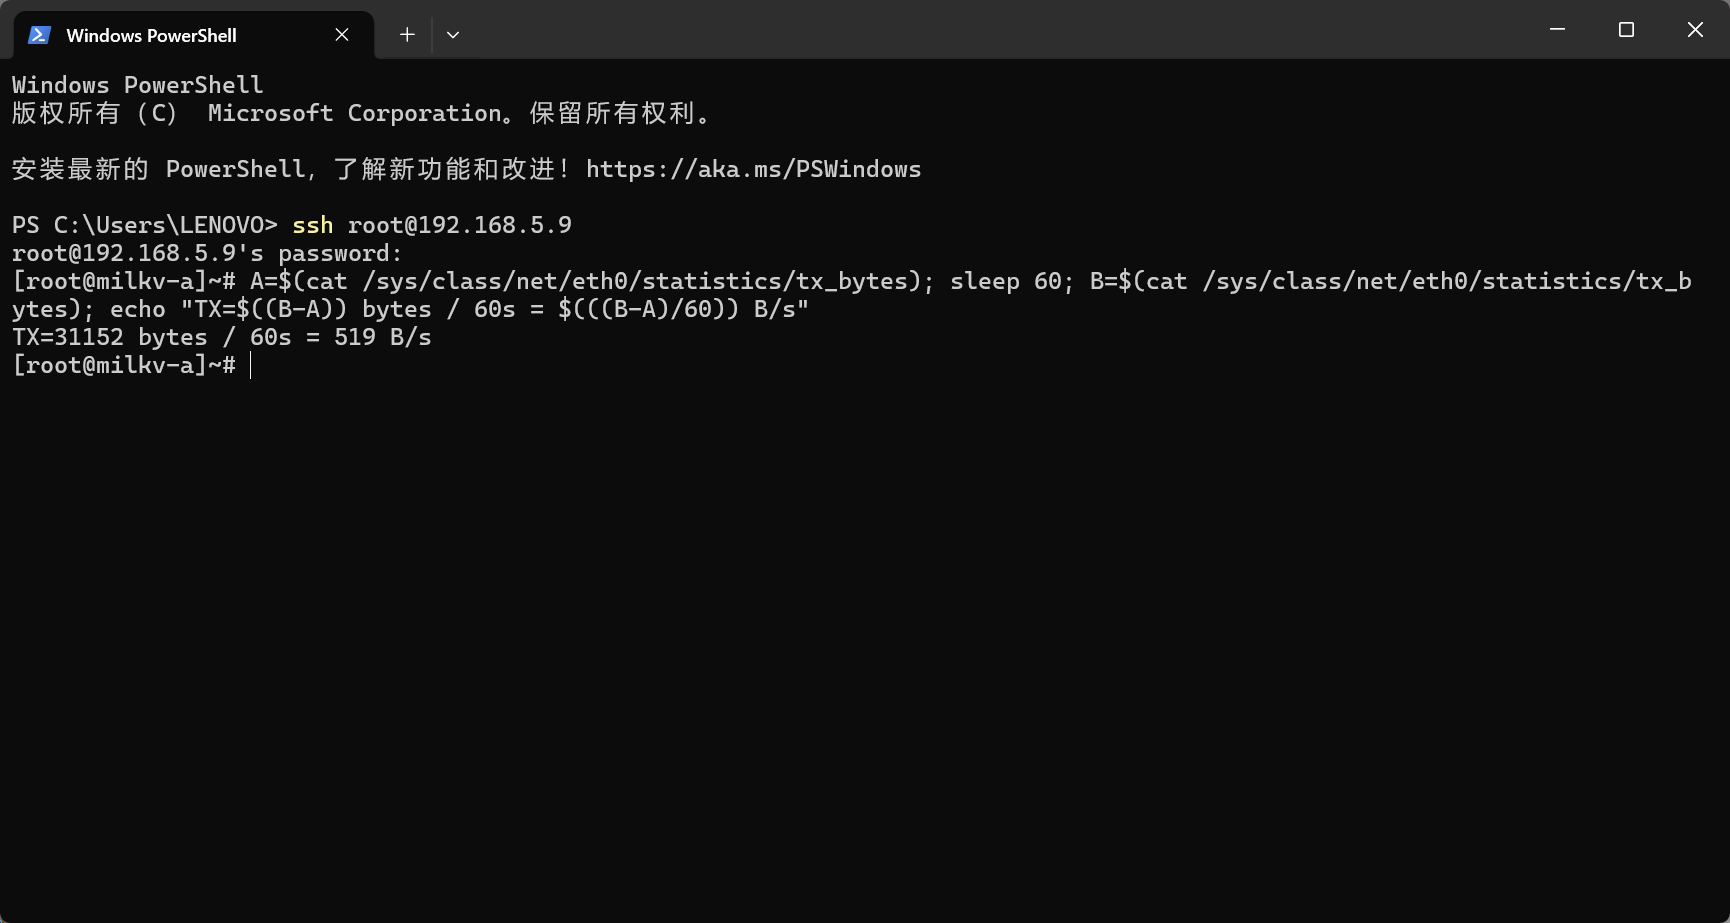 Windows PowerShell
Windows PowerShell
版权所有（C） Microsoft Corporation。保留所有权利。
安装最新的 PowerShell，了解新功能和改进！https://aka.ms/PSWindows
PS C:\Users\LENOVO> ssh root@192.168.5.9
root@192.168.5.9's password:
[root@milkv-a]~# A=$(cat /sys/class/net/eth0/statistics/tx_bytes); sleep 60; B=$(cat /sys/class/net/eth0/statistics/tx_b
ytes); echo "TX=$((B-A)) bytes / 60s = $(((B-A)/60)) B/s"
TX=31152 bytes / 60s = 519 B/s
[root@milkv-a]~#